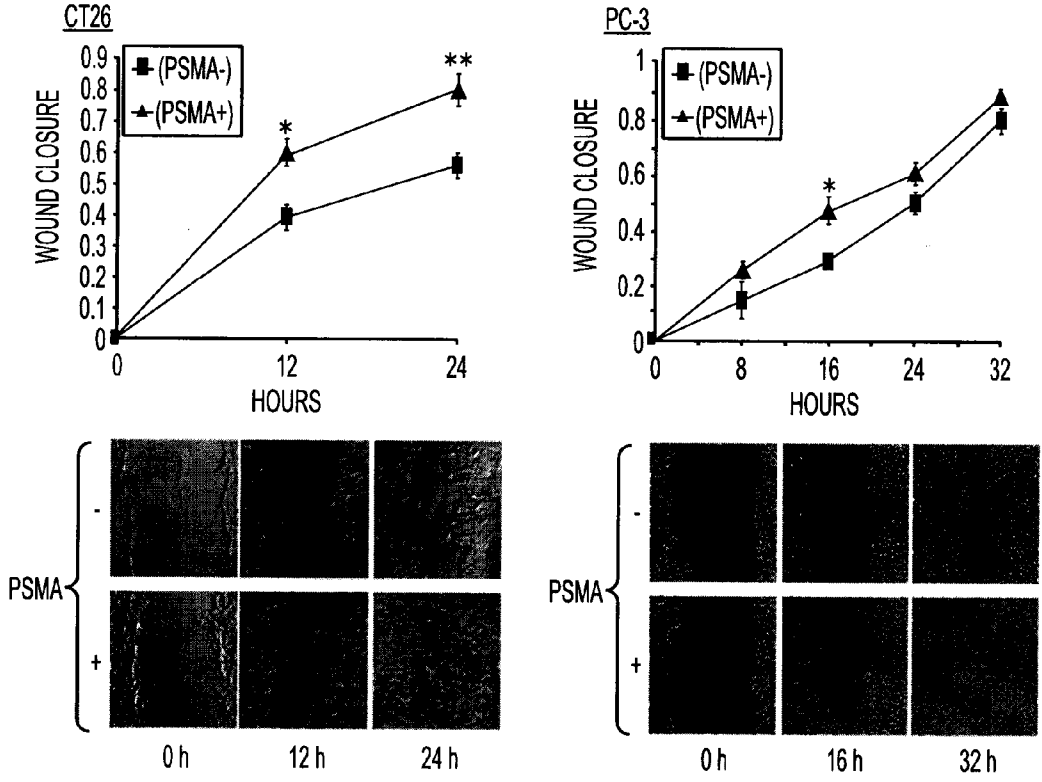 CT26
WOUND CLOSURE
0.9
0.8
0.7
0.6
0.5
0.4
0.3
0.2
0.1
0
(PSMA-)
(PSMA+)
*
**
0 12 24
HOURS
PC-3
WOUND CLOSURE
1
0.8
0.6
0.4
0.2
0
(PSMA-)
(PSMA+)
*
0 8 16 24 32
HOURS
PSMA
-
+
0 h 12 h 24 h
PSMA
-
+
0 h 16 h 32 h